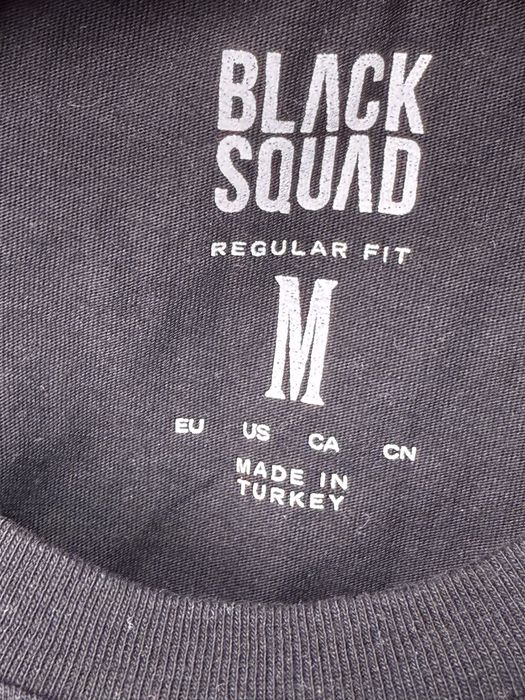 BLACK
SQUAD
REGULAR FIT
M
EU US CA CN
MADE IN
TURKEY